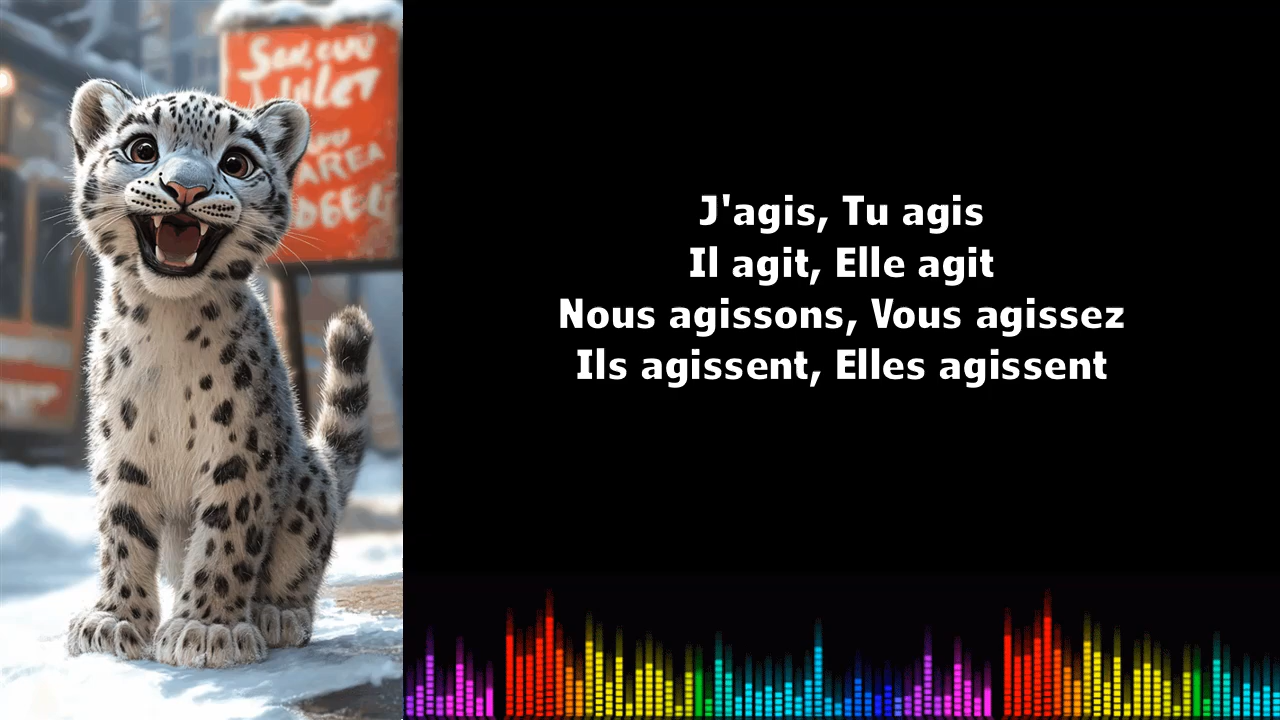 J'agis, Tu agis
Il agit, Elle agit
Nous agissons, Vous agissez
Ils agissent, Elles agissent